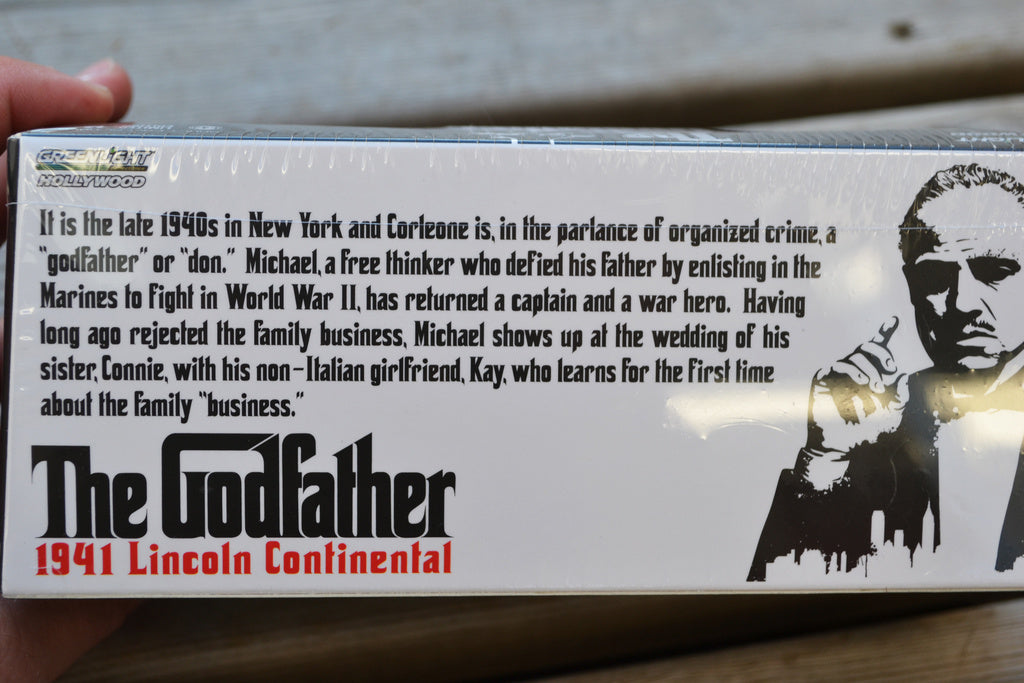 GREENLIGHT
HOLLYWOOD
It is the late 1940s in New York and Corleone is, in the parlance of organized crime, a
"godfather" or "don."  Michael, a free thinker who defied his father by enlisting in the
Marines to fight in World War II, has returned a captain and a war hero.  Having
long ago rejected the family business, Michael shows up at the wedding of his
sister, Connie, with his non-Italian girlfriend, Kay, who learns for the first time
about the family "business."
The Godfather
1941 Lincoln Continental